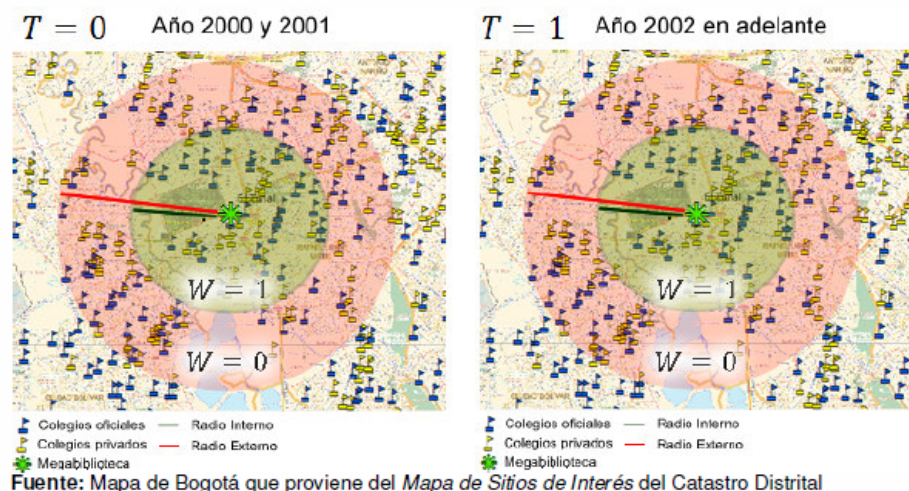 T = 0 Año 2000 y 2001
T = 1 Año 2002 en adelante
W = 1
W = 0
W = 1
W = 0
Colegios oficiales Radio Interno
Colegios privados Radio Externo
Megabiblioteca
Colegios oficiales Radio Interno
Colegios privados Radio Externo
Megabiblioteca
Fuente: Mapa de Bogotá que proviene del Mapa de Sitios de Interés del Catastro Distrital